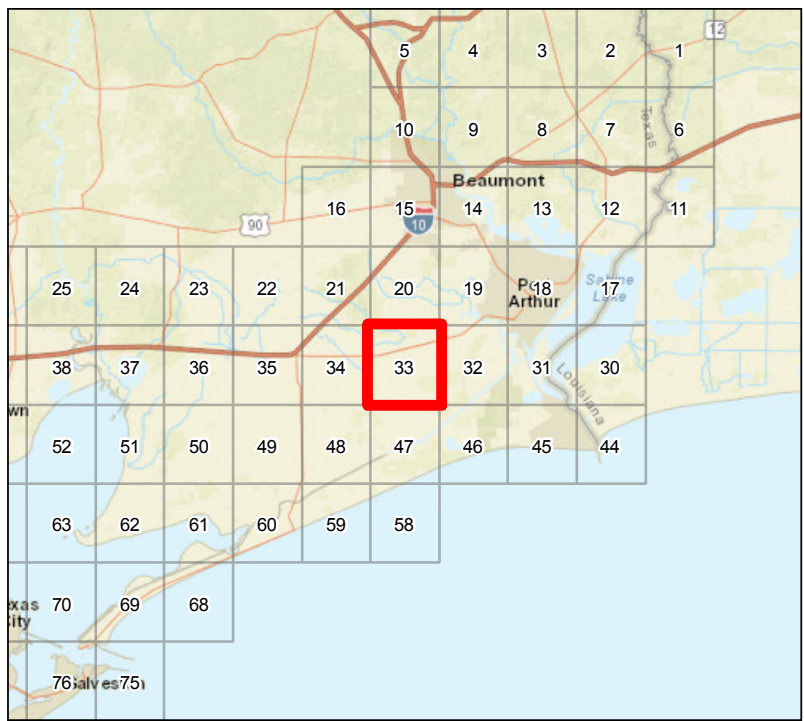 5 4 3 2 1 12
10 9 8 7 6
Texas
Beaumont
16 15 14 13 12 11
90 10
25 24 23 22 21 20 19 18 17
Port Arthur
Sabine Lake
38 37 36 35 34 33 32 31 30
Louisiana
wn
52 51 50 49 48 47 46 45 44
63 62 61 60 59 58
exas
City
70 69 68
76 75
Galveston